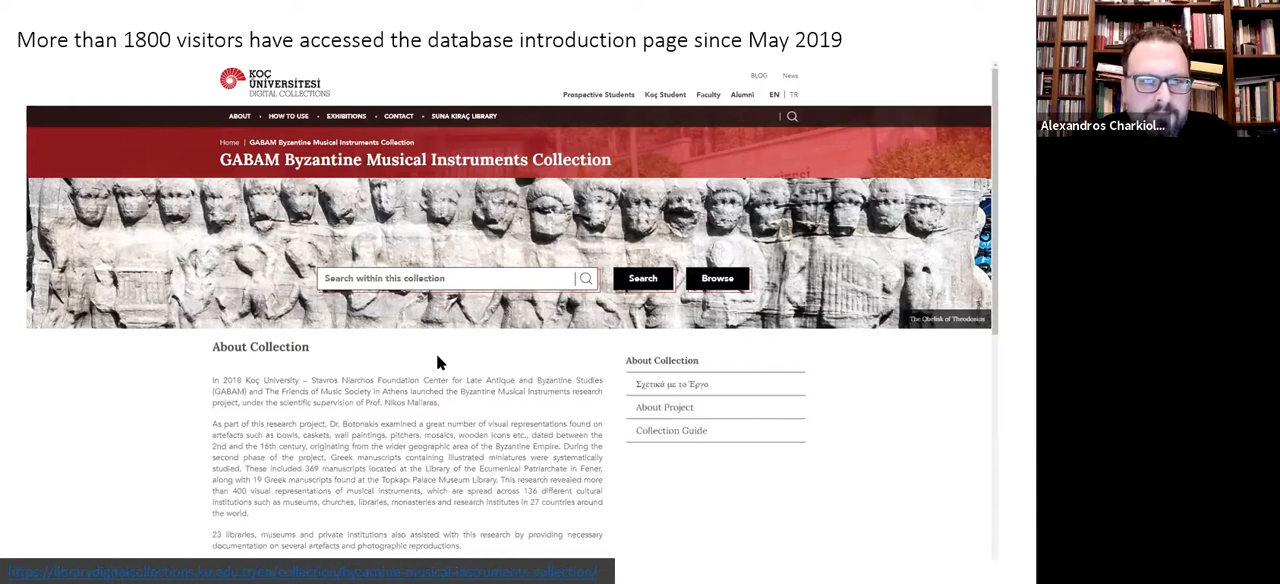 More than 1800 visitors have accessed the database introduction page since May 2019
KOÇ
ÜNİVERSİTESİ
DIGITAL COLLECTIONS
BLOG News
Prospective Students Koç Student Faculty Alumni EN | TR
ABOUT • HOW TO USE • EXHIBITIONS • CONTACT • SUNA KIRAÇ LIBRARY
Home | GABAM Byzantine Musical Instruments Collection
GABAM Byzantine Musical Instruments Collection
Search within this collection Search Browse
The Obelisk of Theodosius
About Collection
In 2018 Koç University – Stavros Niarchos Foundation Center for Late Antique and Byzantine Studies
(GABAM) and The Friends of Music Society in Athens launched the Byzantine Musical Instruments research
project, under the scientific supervision of Prof. Nikos Maliaras.
As part of this research project, Dr. Botonakis examined a great number of visual representations found on
artefacts such as bowls, caskets, wall paintings, pitchers, mosaics, wooden icons etc., dated between the
2nd and the 16th century, originating from the wider geographic area of the Byzantine Empire. During the
second phase of the project, Greek manuscripts containing illustrated miniatures were systematically
studied. These included 369 manuscripts located at the Library of the Ecumenical Patriarchate in Fener,
along with 19 Greek manuscripts found at the Topkapı Palace Museum Library. This research revealed more
than 400 visual representations of musical instruments, which are spread across 136 different cultural
institutions such as museums, churches, libraries, monasteries and research institutes in 27 countries around
the world.
23 libraries, museums and private institutions also assisted with this research by providing necessary
documentation on several artefacts and photographic reproductions.
About Collection
Σχετικά με το Έργο
About Project
Collection Guide
https://librarydigitalcollections.ku.edu.tr/en/collection/byzantine-musical-instruments-collection/
Alexandros Charkiol...